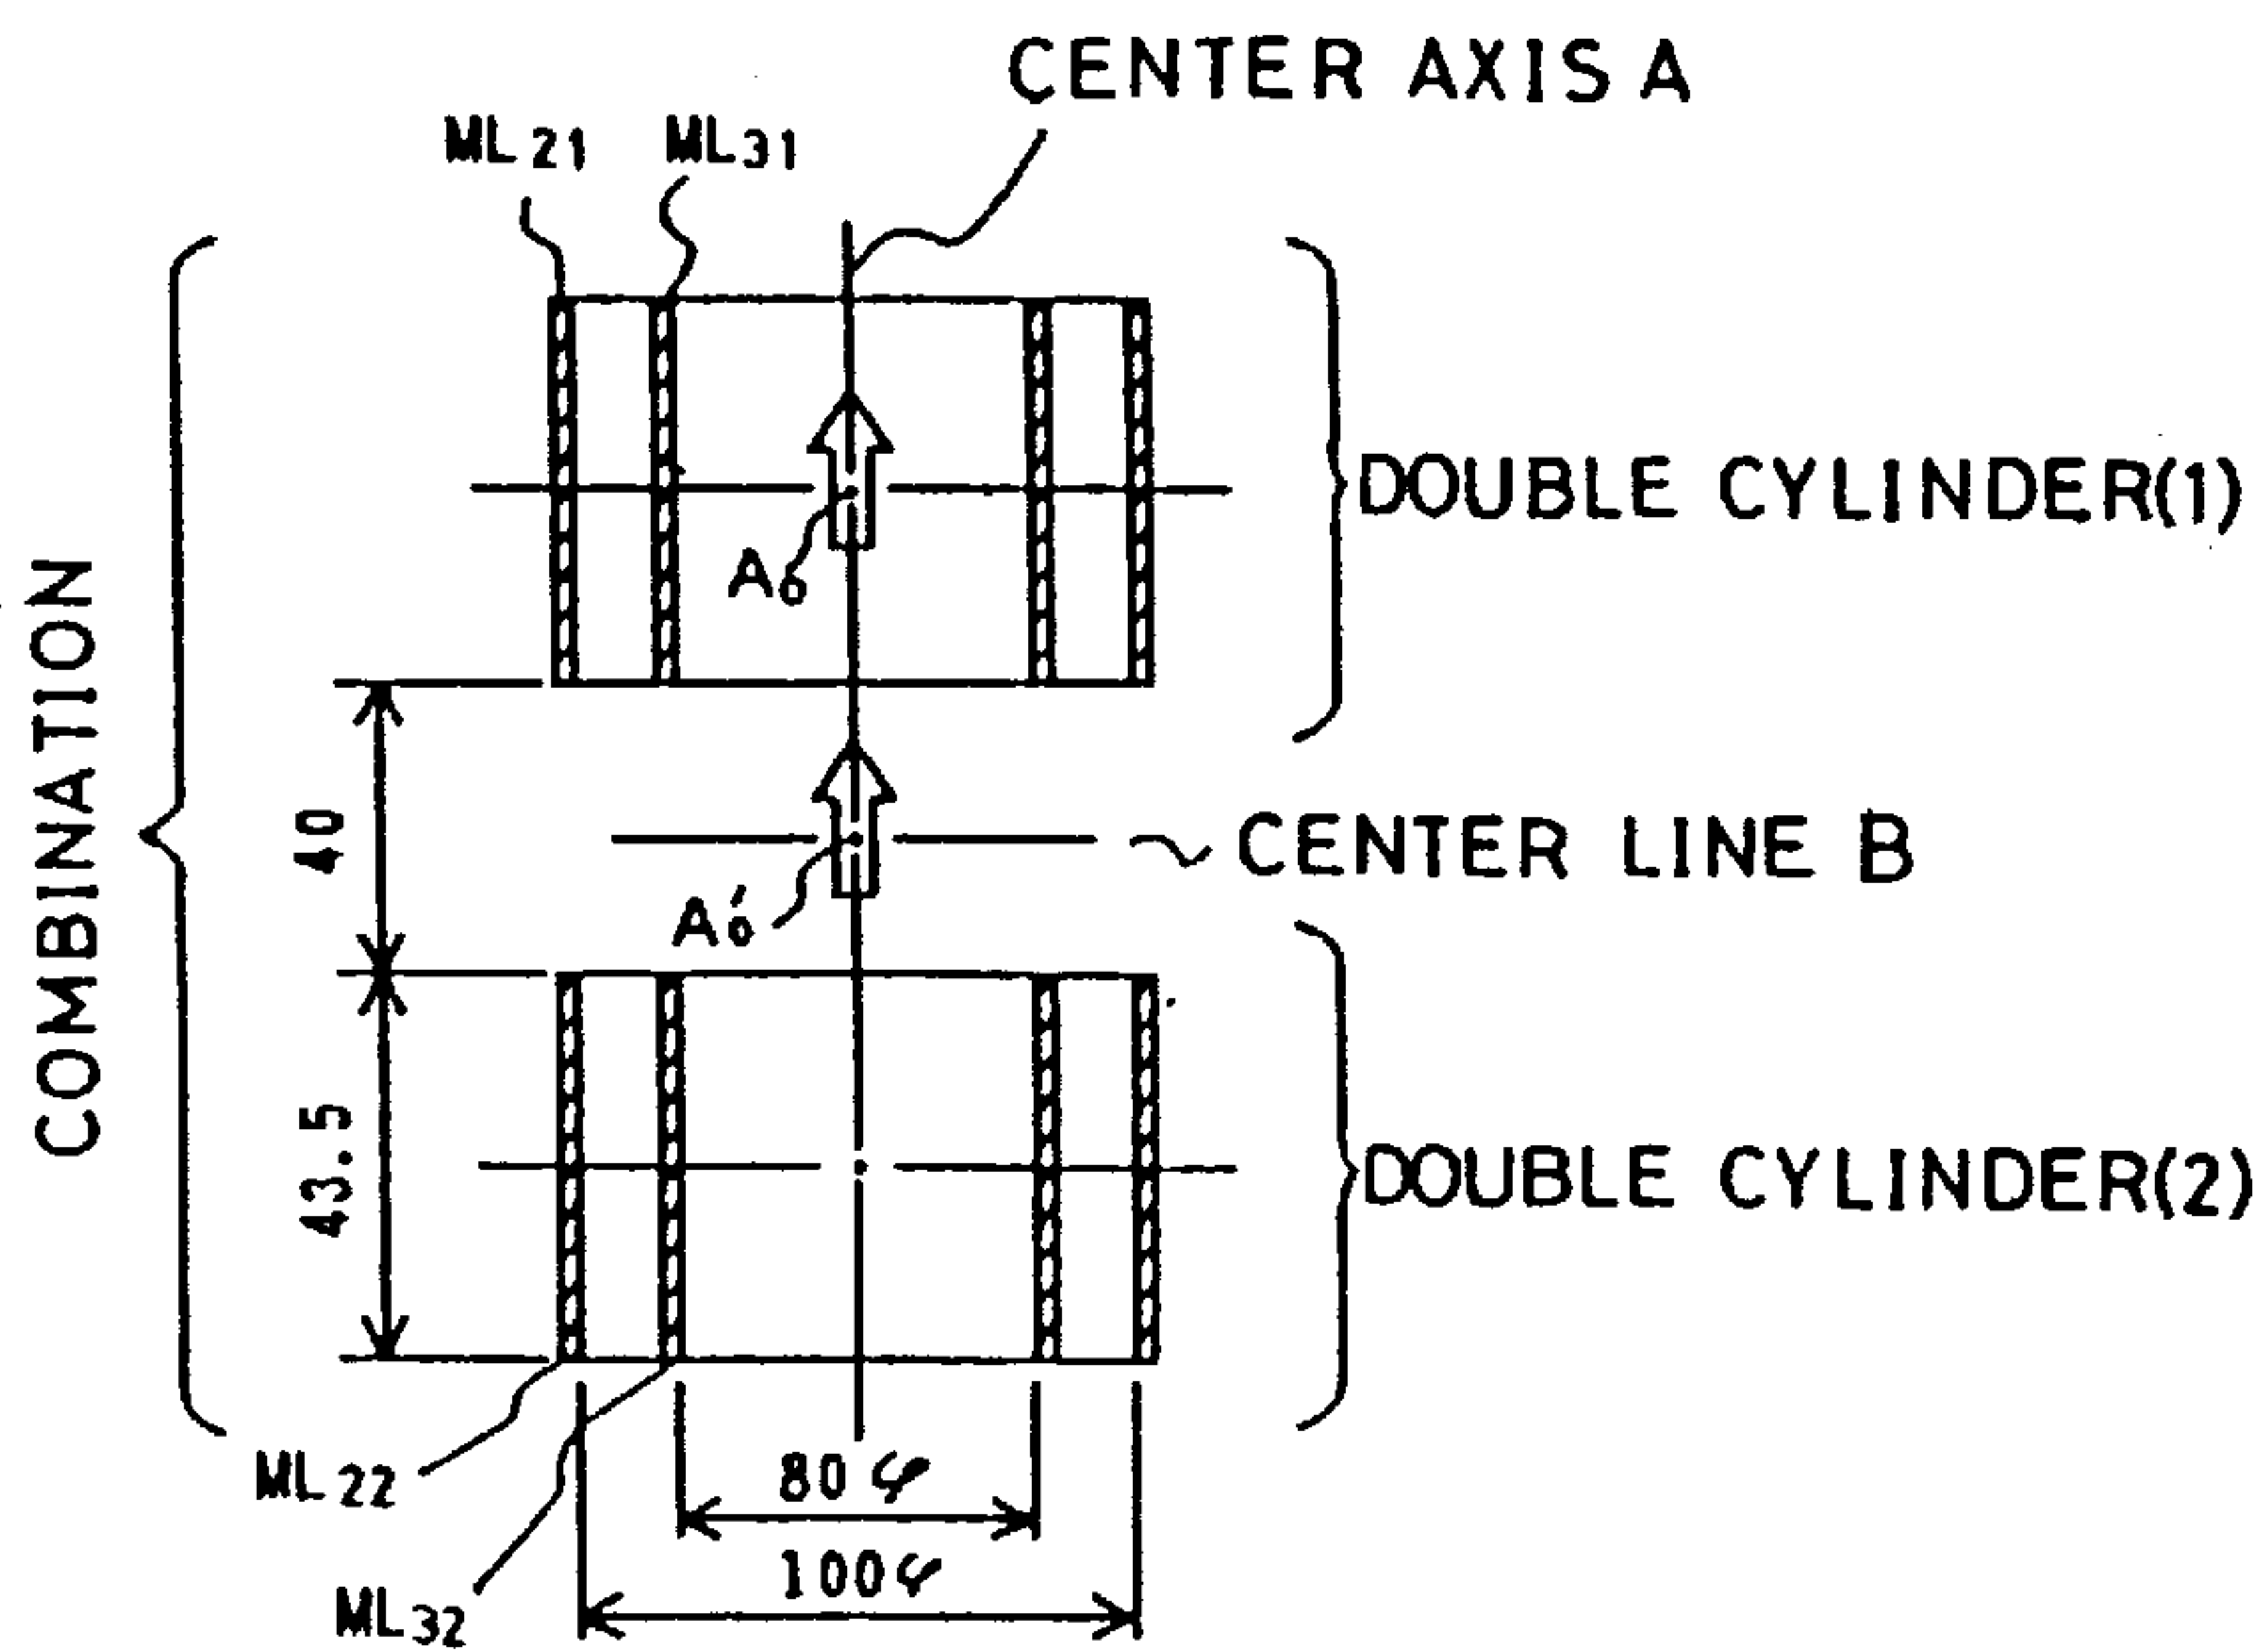 CENTER AXIS A
ML21
ML31
DOUBLE CYLINDER(1)
A6
COMBINATION
40
CENTER LINE B
A6′
43.5
DOUBLE CYLINDER(2)
ML22
80φ
100φ
ML32